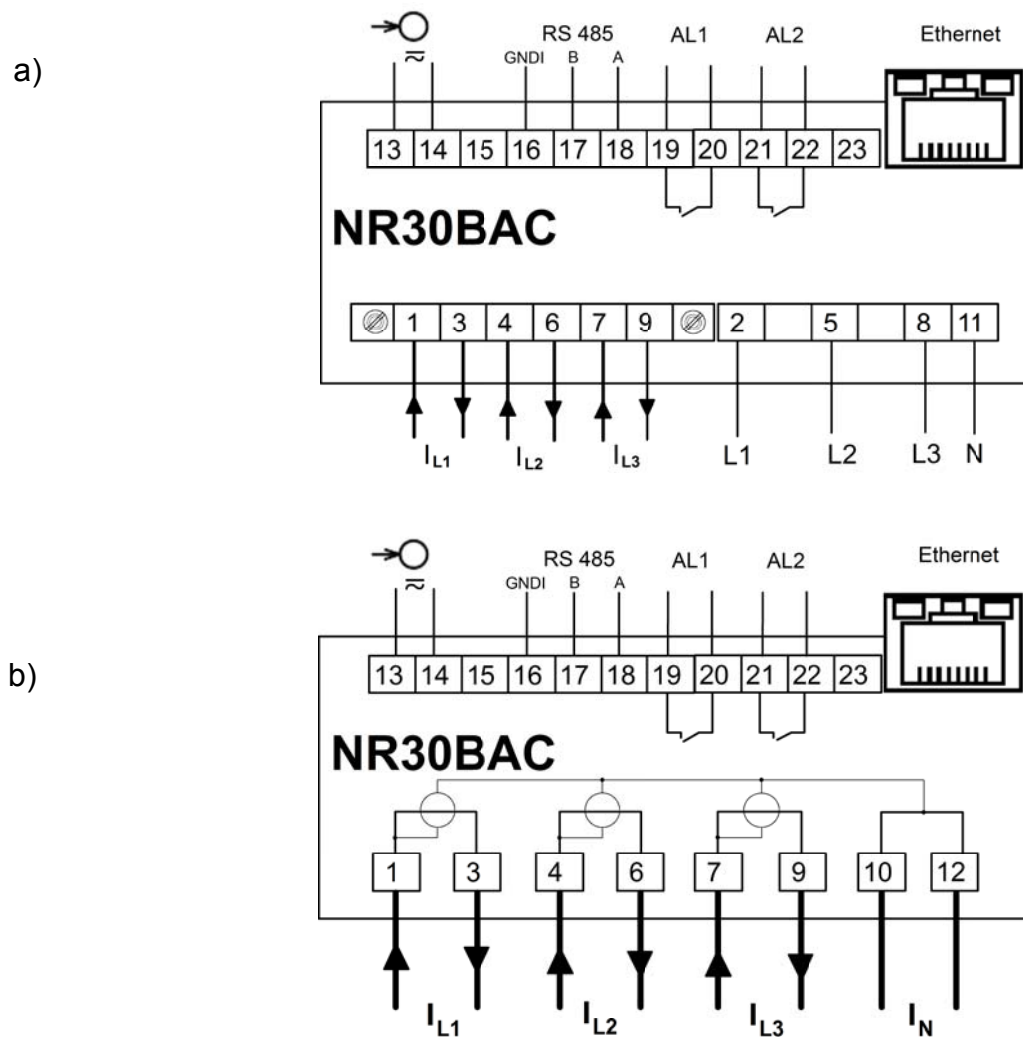 a)
RS 485 AL1 AL2 Ethernet
GNDI B A
13 14 15 16 17 18 19 20 21 22 23
NR30BAC
1 3 4 6 7 9 2 5 8 11
IL1 IL2 IL3 L1 L2 L3 N
b)
RS 485 AL1 AL2 Ethernet
GNDI B A
13 14 15 16 17 18 19 20 21 22 23
NR30BAC
1 3 4 6 7 9 10 12
IL1 IL2 IL3 IN